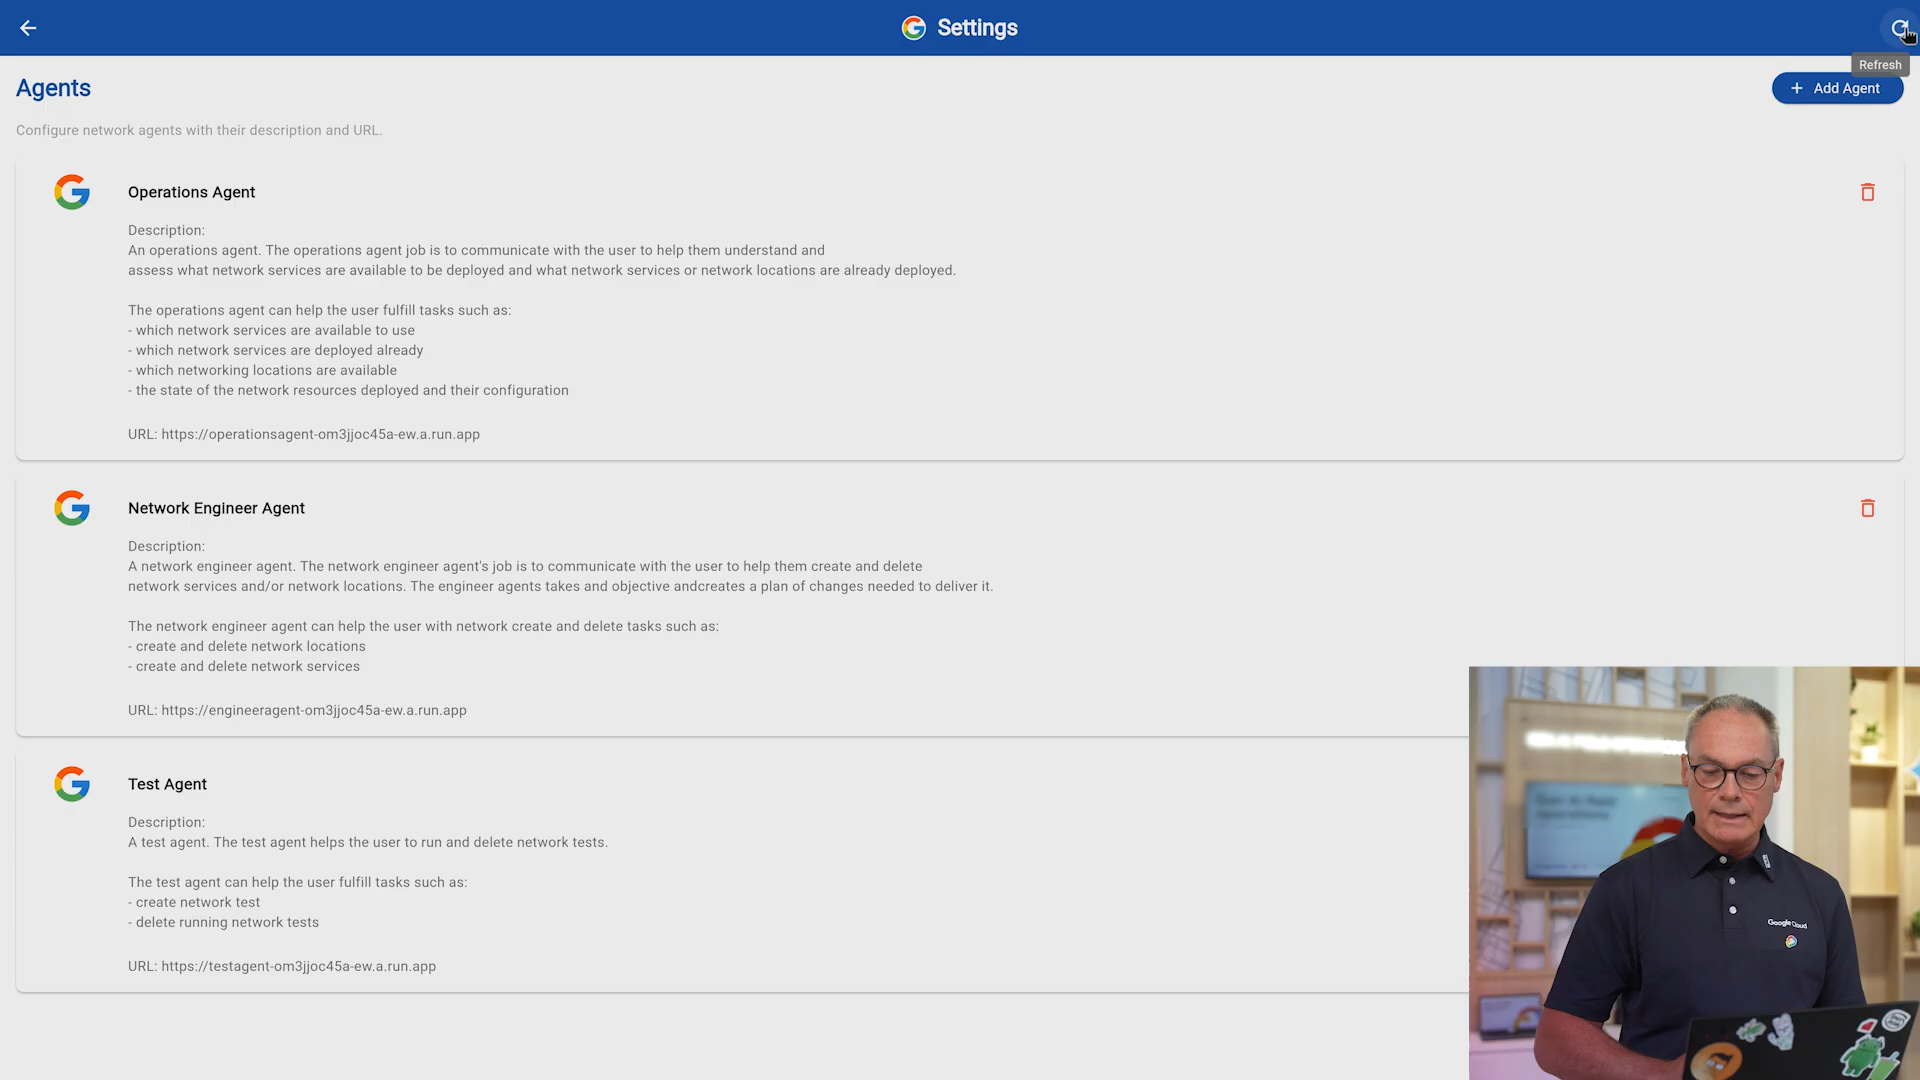 Settings
Refresh
Agents
+ Add Agent
Configure network agents with their description and URL.
Operations Agent
Description:
An operations agent. The operations agent job is to communicate with the user to help them understand and
assess what network services are available to be deployed and what network services or network locations are already deployed.
The operations agent can help the user fulfill tasks such as:
- which network services are available to use
- which network services are deployed already
- which networking locations are available
- the state of the network resources deployed and their configuration
URL: https://operationsagent-om3jjoc45a-ew.a.run.app
Network Engineer Agent
Description:
A network engineer agent. The network engineer agent's job is to communicate with the user to help them create and delete
network services and/or network locations. The engineer agents takes and objective andcreates a plan of changes needed to deliver it.
The network engineer agent can help the user with network create and delete tasks such as:
- create and delete network locations
- create and delete network services
URL: https://engineeragent-om3jjoc45a-ew.a.run.app
Test Agent
Description:
A test agent. The test agent helps the user to run and delete network tests.
The test agent can help the user fulfill tasks such as:
- create network test
- delete running network tests
URL: https://testagent-om3jjoc45a-ew.a.run.app
Google Cloud